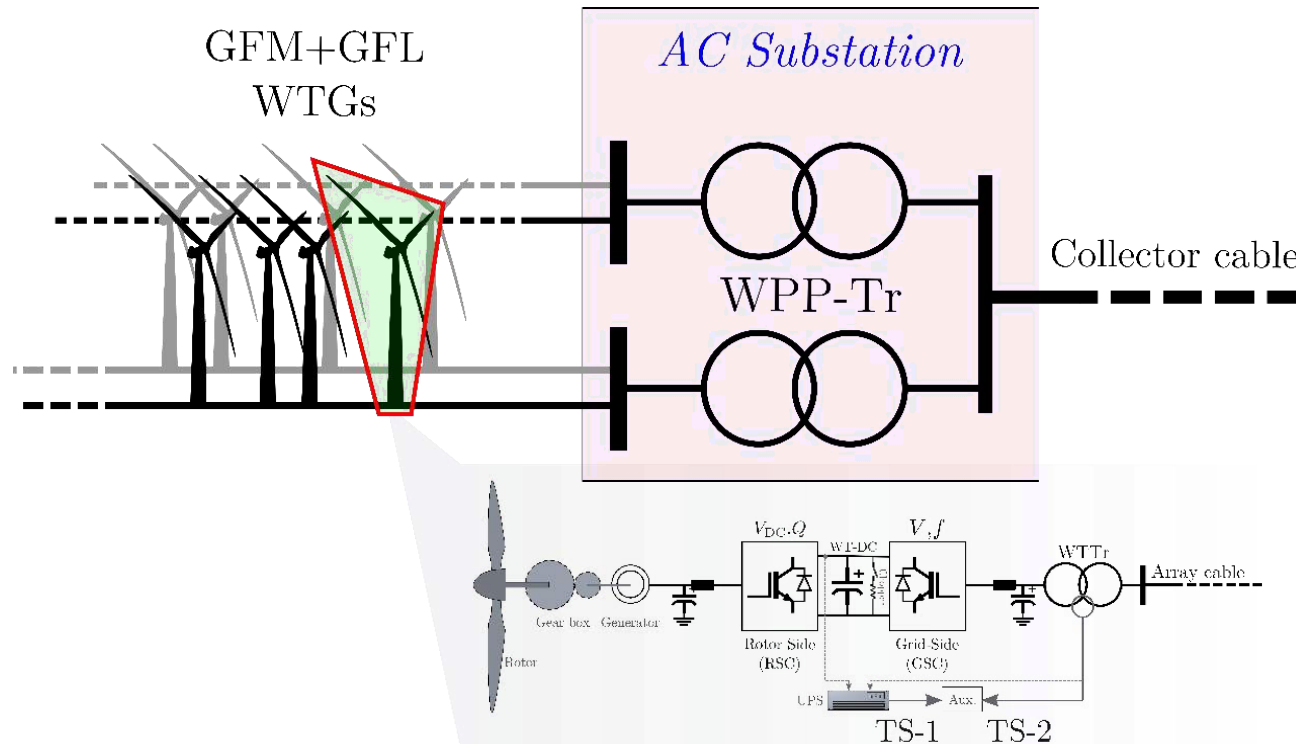 GFM+GFL
WTGs
AC Substation
WPP-Tr
Collector cable
V_DC,Q
WT-DC
V,f
WTTr
Array cable
Chopper
Gear box
Generator
Rotor
Rotor Side
(RSC)
Grid-Side
(GSC)
UPS
Aux.
TS-1
TS-2